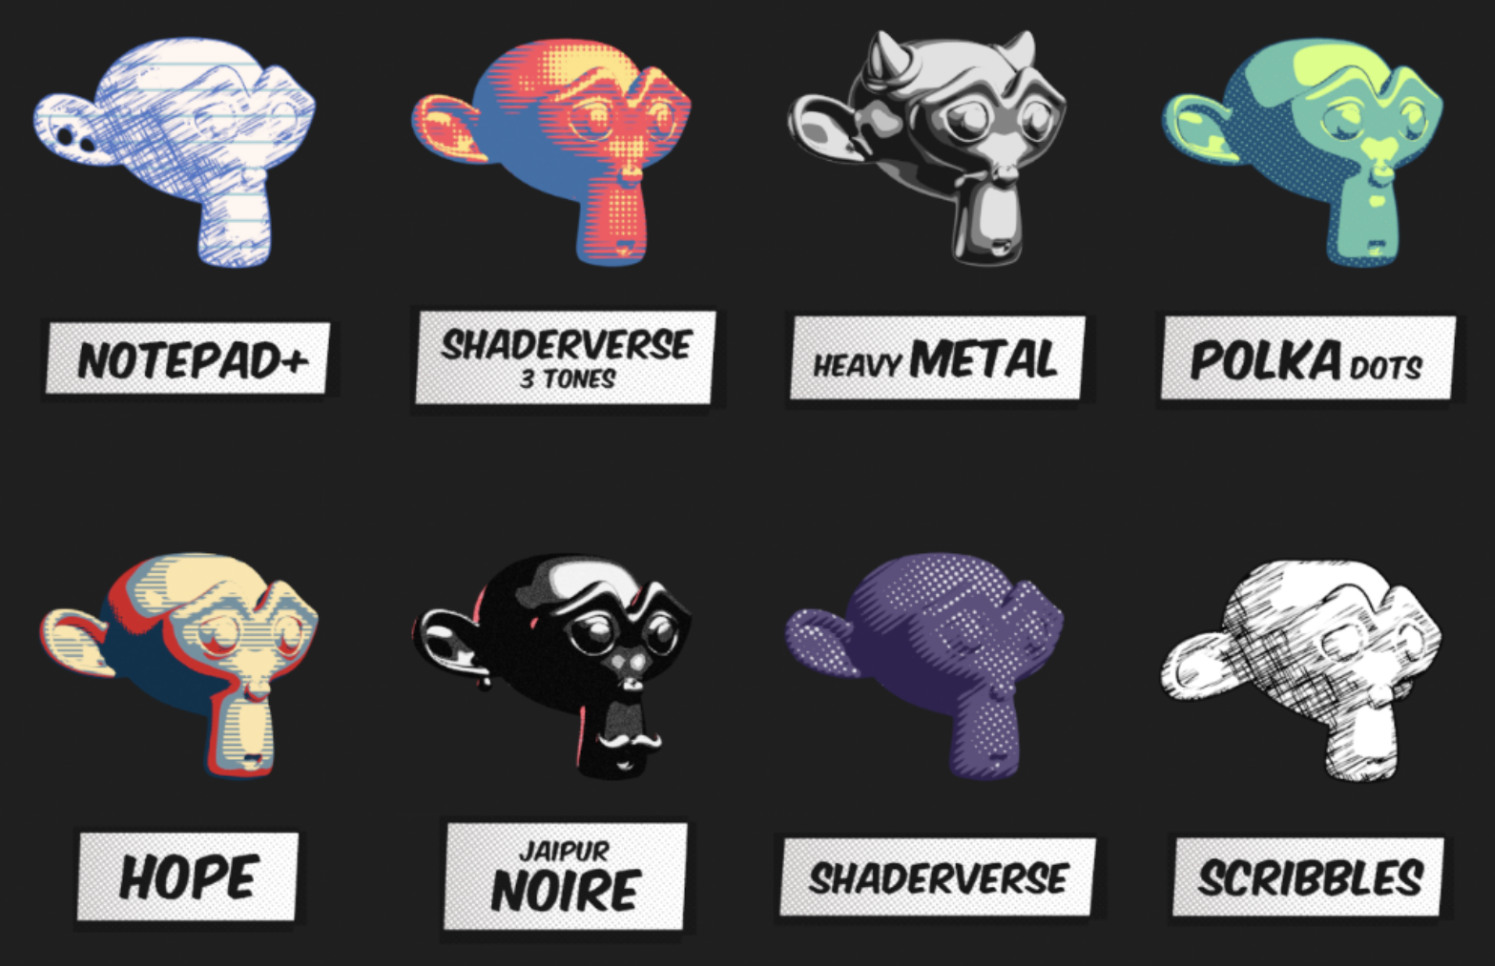 NOTEPAD+
SHADERVERSE
3 TONES
HEAVY METAL
POLKA DOTS
HOPE
JAIPUR
NOIRE
SHADERVERSE
SCRIBBLES